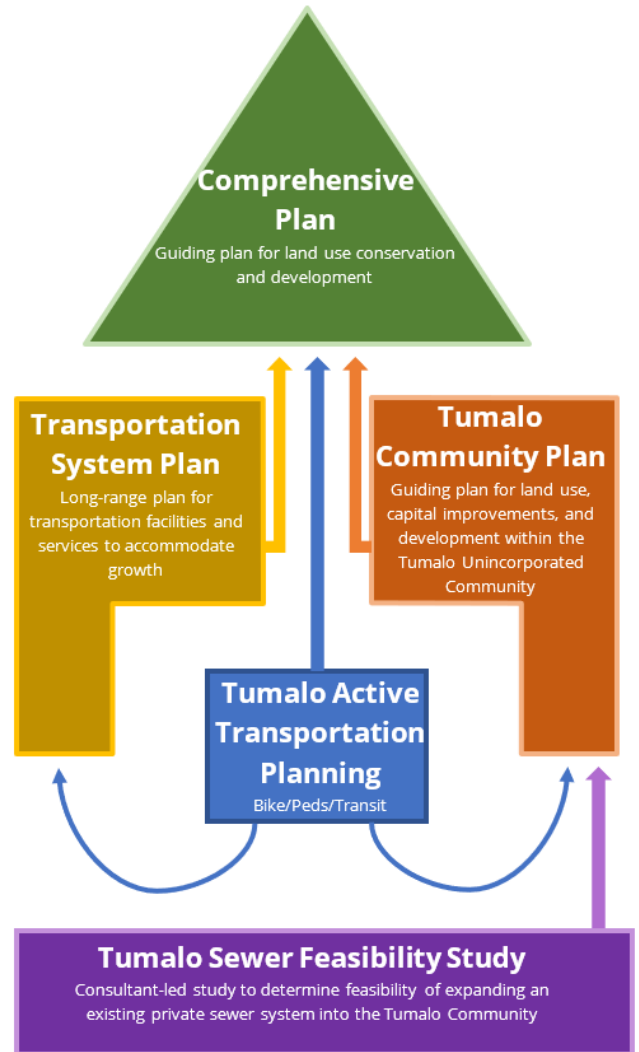 Comprehensive
Plan
Guiding plan for land use conservation
and development
Transportation
System Plan
Long-range plan for
transportation facilities and
services to accommodate
growth
Tumalo
Community Plan
Guiding plan for land use,
capital improvements, and
development within the
Tumalo Unincorporated
Community
Tumalo Active
Transportation
Planning
Bike/Peds/Transit
Tumalo Sewer Feasibility Study
Consultant-led study to determine feasibility of expanding an
existing private sewer system into the Tumalo Community